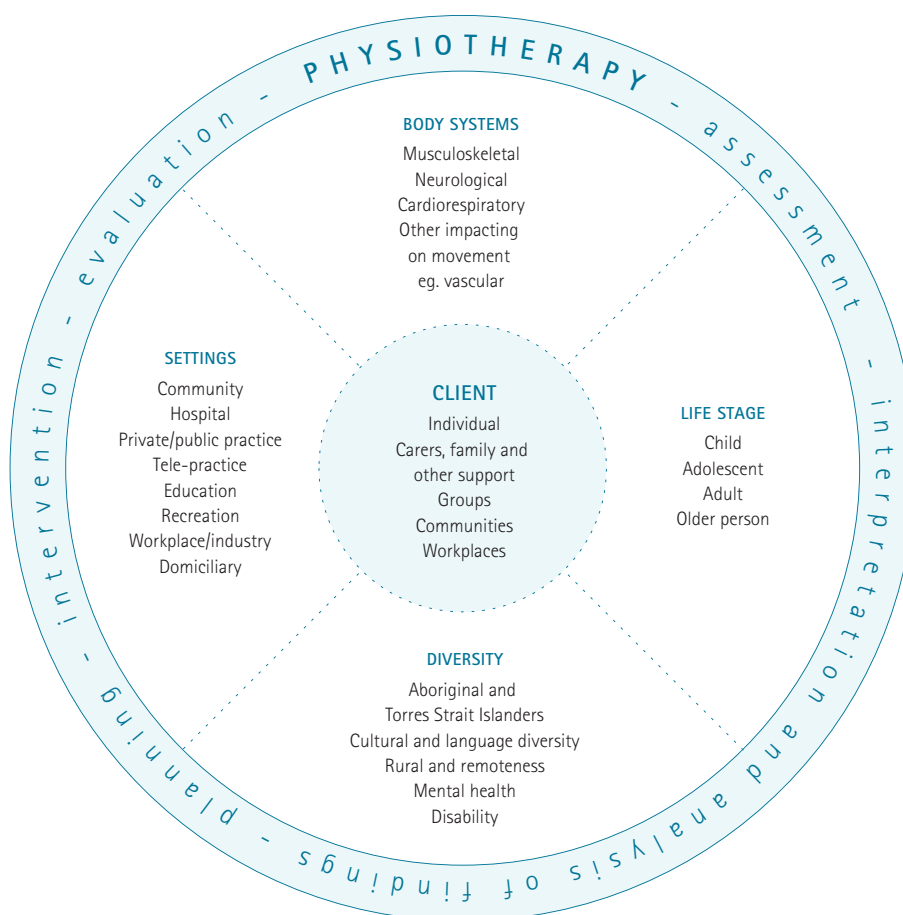 PHYSIOTHERAPY - assessment - interpretation and analysis of findings - planning - intervention - evaluation -
BODY SYSTEMS
Musculoskeletal
Neurological
Cardiorespiratory
Other impacting
on movement
eg. vascular
SETTINGS
Community
Hospital
Private/public practice
Tele-practice
Education
Recreation
Workplace/industry
Domiciliary
CLIENT
Individual
Carers, family and
other support
Groups
Communities
Workplaces
LIFE STAGE
Child
Adolescent
Adult
Older person
DIVERSITY
Aboriginal and
Torres Strait Islanders
Cultural and language diversity
Rural and remoteness
Mental health
Disability